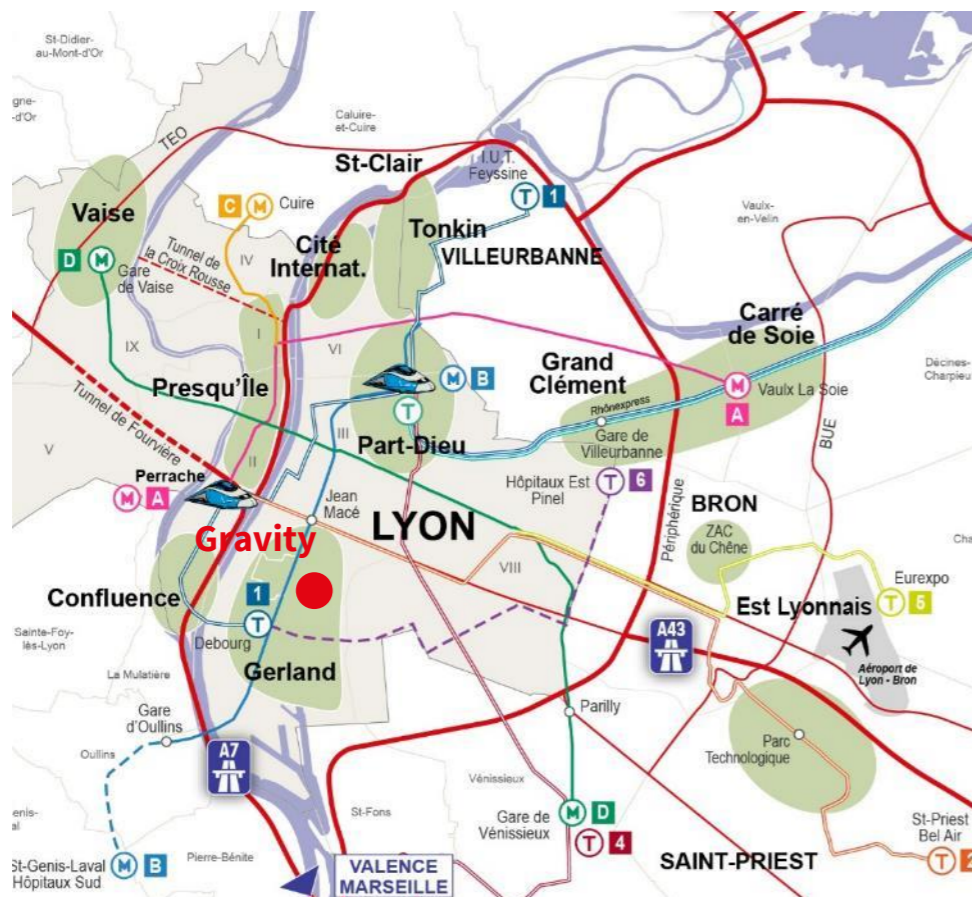 St-Didier-
au-Mont-d'Or
TEO
Caluire-
et-Cuire
St-Clair
I.U.T.
Feyssine
T 1
Vaulx-
en-Velin
Vaise
C M Cuire
Tonkin
VILLEURBANNE
Cité
Internat.
Tunnel de
la Croix Rousse
IV
D M
Gare
de Vaise
I
VI
IX
Carré
de Soie
Grand
Clément
Décines-
Charpieu
Presqu'Île
M B
T
Part-Dieu
Rhônexpress
Gare de
Villeurbanne
M
A
Vaulx La Soie
BUE
V
Tunnel de Fourvière
III
II
Perrache
M A
Hôpitaux Est
Pinel
T 6
Jean
Macé
LYON
Périphérique
BRON
ZAC
du Chêne
Gravity
VIII
Eurexpo
T 5
Est Lyonnais
Confluence
1
T
Debourg
Sainte-Foy
lès-Lyon
A43
Aéroport de
Lyon - Bron
La Mulatière
Gerland
Gare
d'Oullins
Oullins
Parilly
Parc
Technologique
A7
Vénissieux
St-Fons
Gare de
Vénissieux
M D
T 4
St-Priest
Bel Air
T 2
St-Genis-Laval
Hôpitaux Sud
M B
Pierre-Bénite
VALENCE
MARSEILLE
SAINT-PRIEST